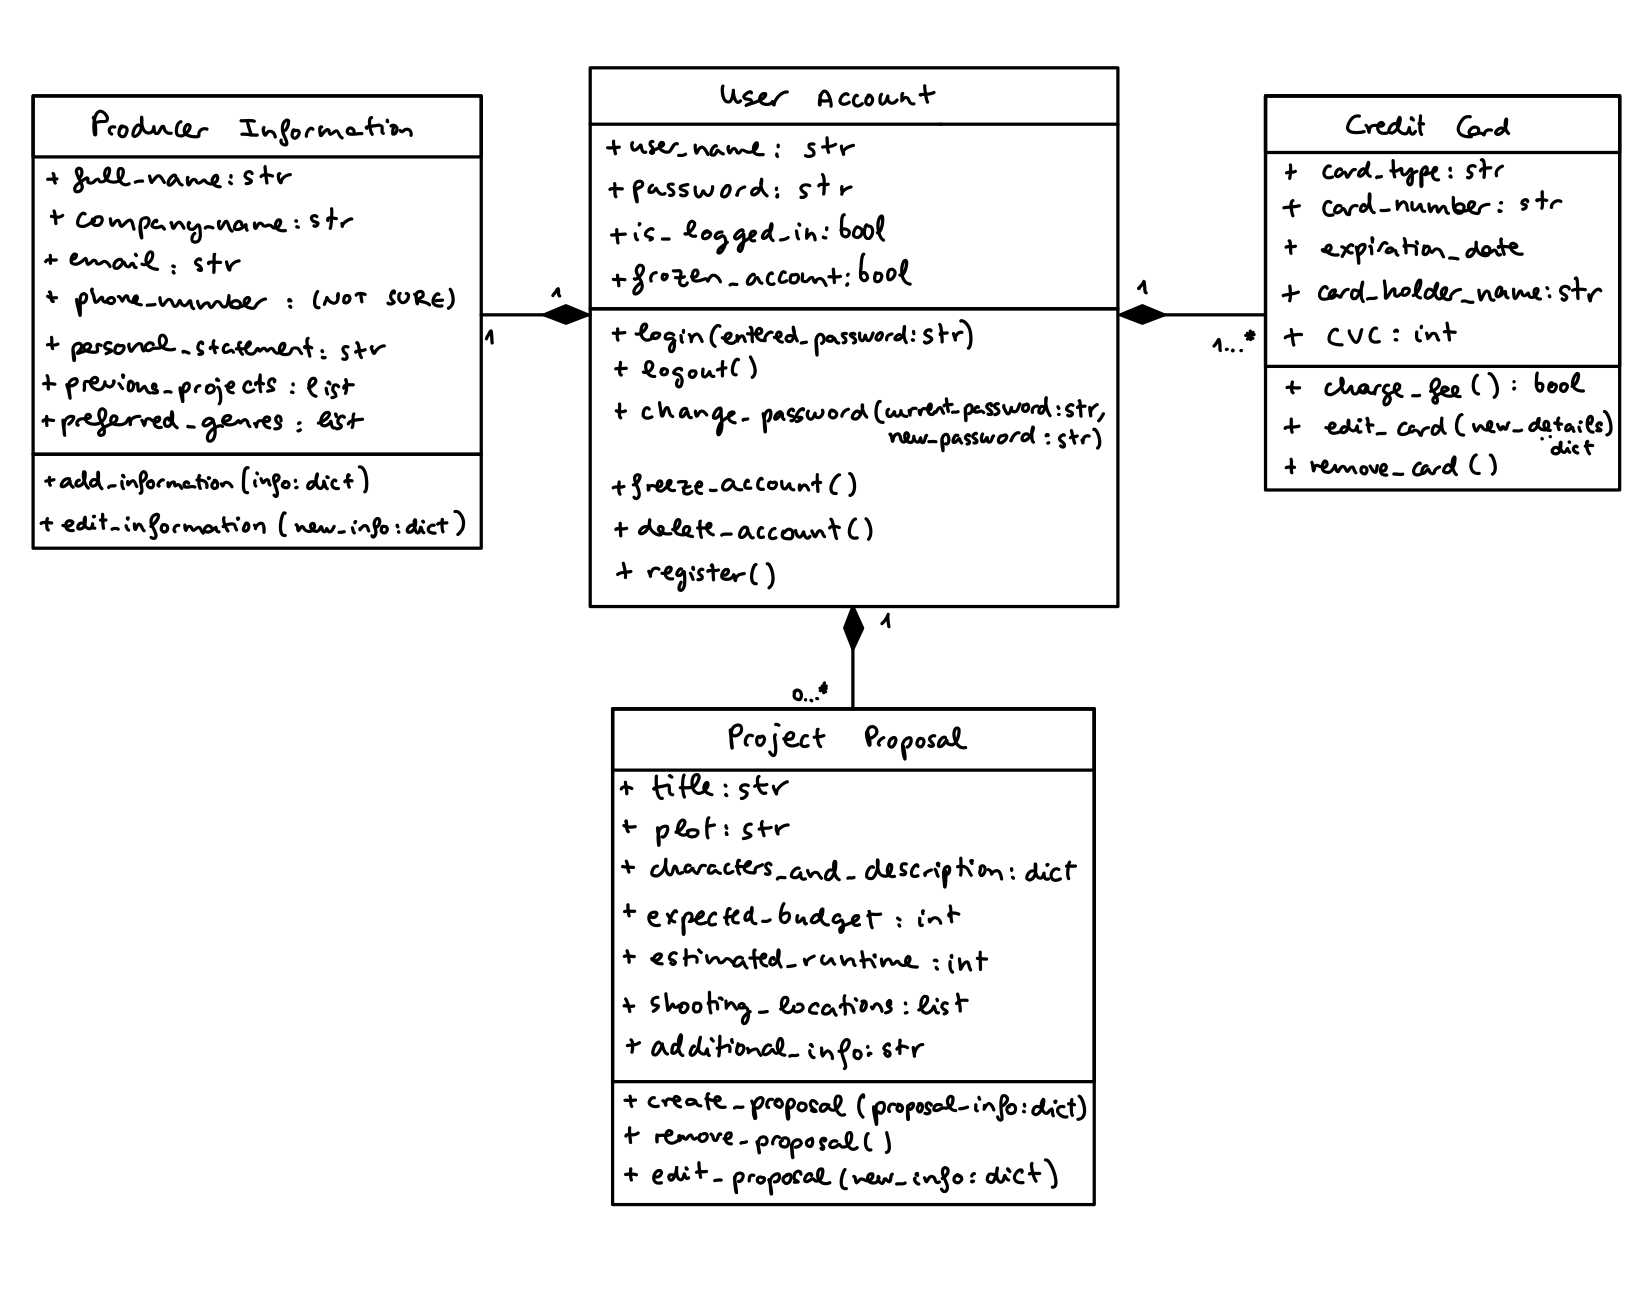 Producer Information
+ full_name: str
+ company_name: str
+ email: str
+ phone_number: (NOT SURE)
+ personal_statement: str
+ previous_projects: list
+ preferred_genres: list
+ add_information (info: dict)
+ edit_information (new_info: dict)
1
1
User Account
+ user_name: str
+ password: str
+ is_logged_in: bool
+ frozen_account: bool
+ login (entered_password: str)
+ logout()
+ change_password (current_password: str,
new_password: str)
+ freeze_account()
+ delete_account()
+ register()
1
1...*
Credit Card
+ card_type: str
+ card_number: str
+ expiration_date
+ card_holder_name: str
+ CVC: int
+ charge_fee(): bool
+ edit_card (new_details)
: dict
+ remove_card()
1
0...*
Project Proposal
+ title: str
+ plot: str
+ characters_and_description: dict
+ expected_budget: int
+ estimated_runtime: int
+ shooting_locations: list
+ additional_info: str
+ create_proposal (proposal_info: dict)
+ remove_proposal()
+ edit_proposal (new_info: dict)